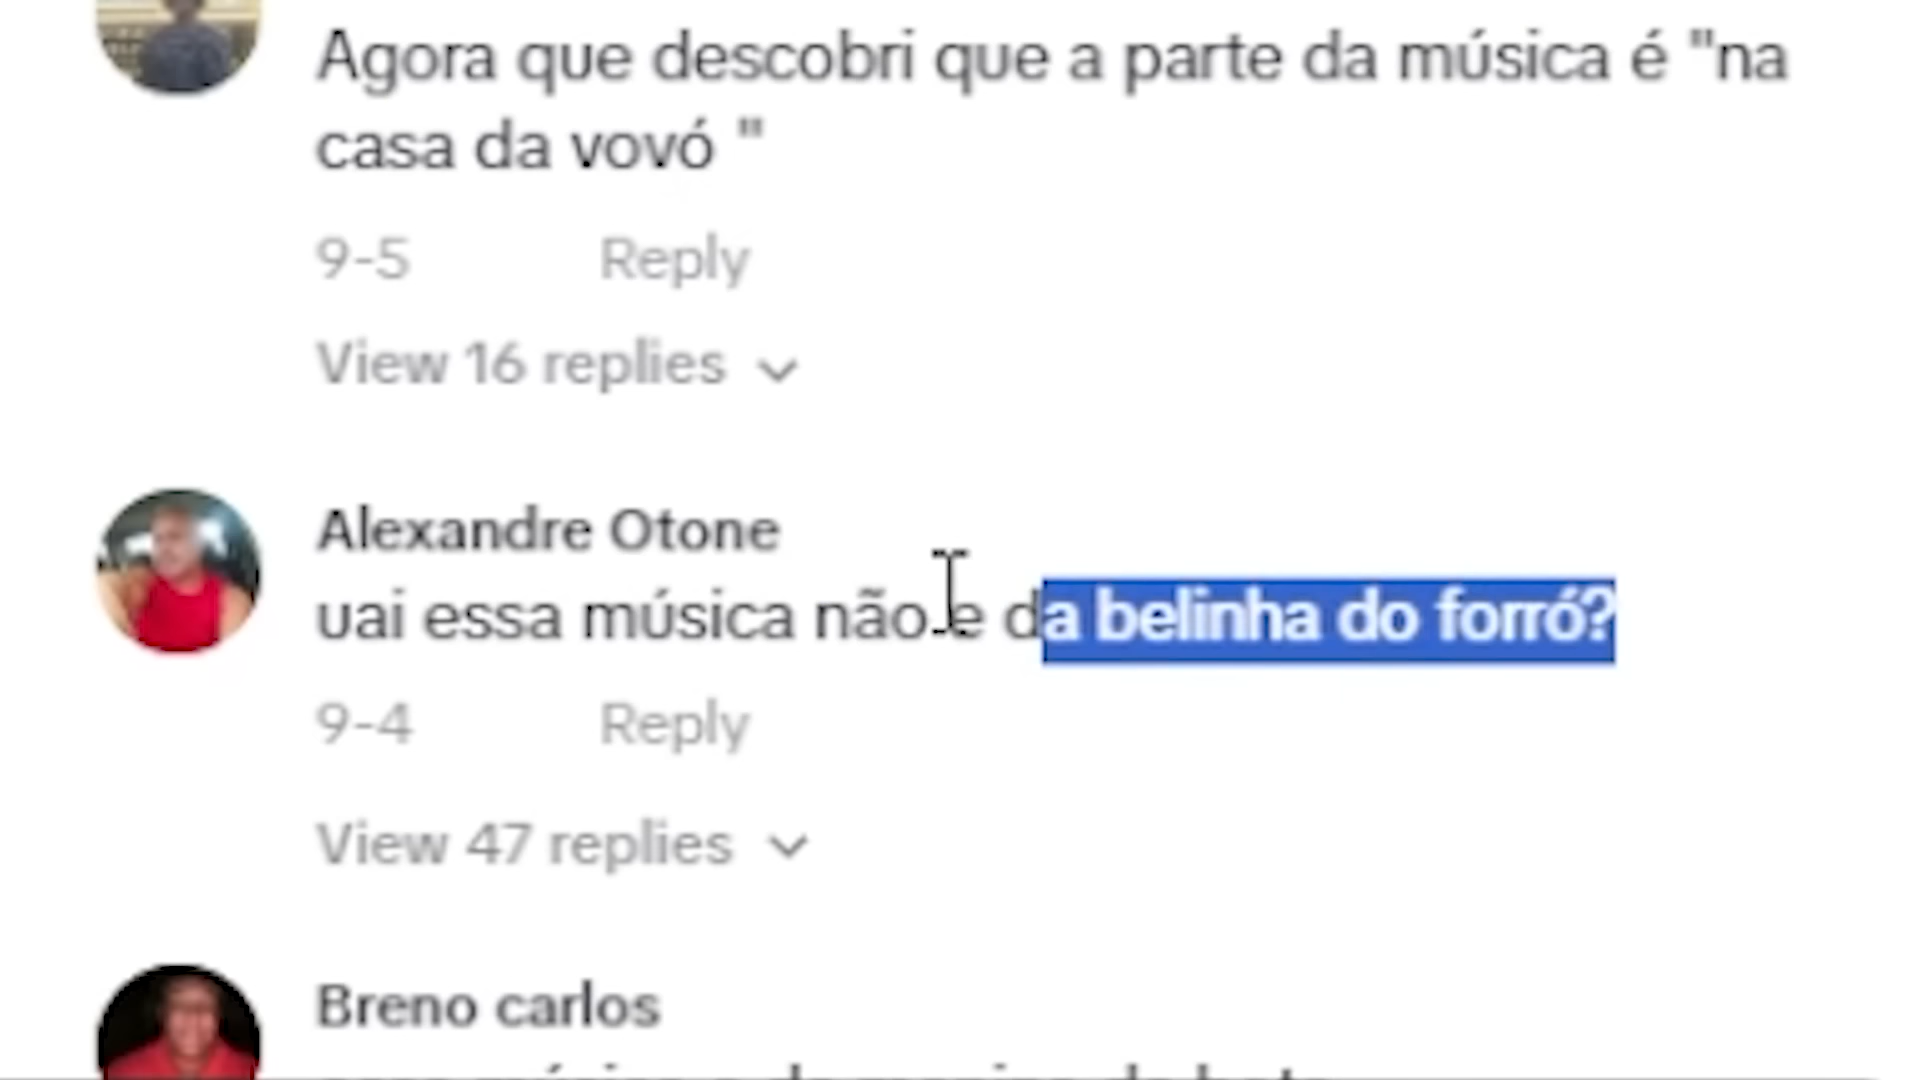 Agora que descobri que a parte da música é "na
casa da vovó "
9-5 Reply
View 16 replies
Alexandre Otone
uai essa música não e da belinha do forró?
9-4 Reply
View 47 replies
Breno carlos